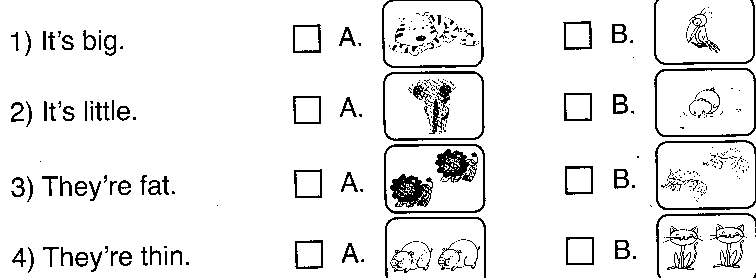 1) It's big. A. B.
2) It's little. A. B.
3) They're fat. A. B.
4) They're thin. A. B.